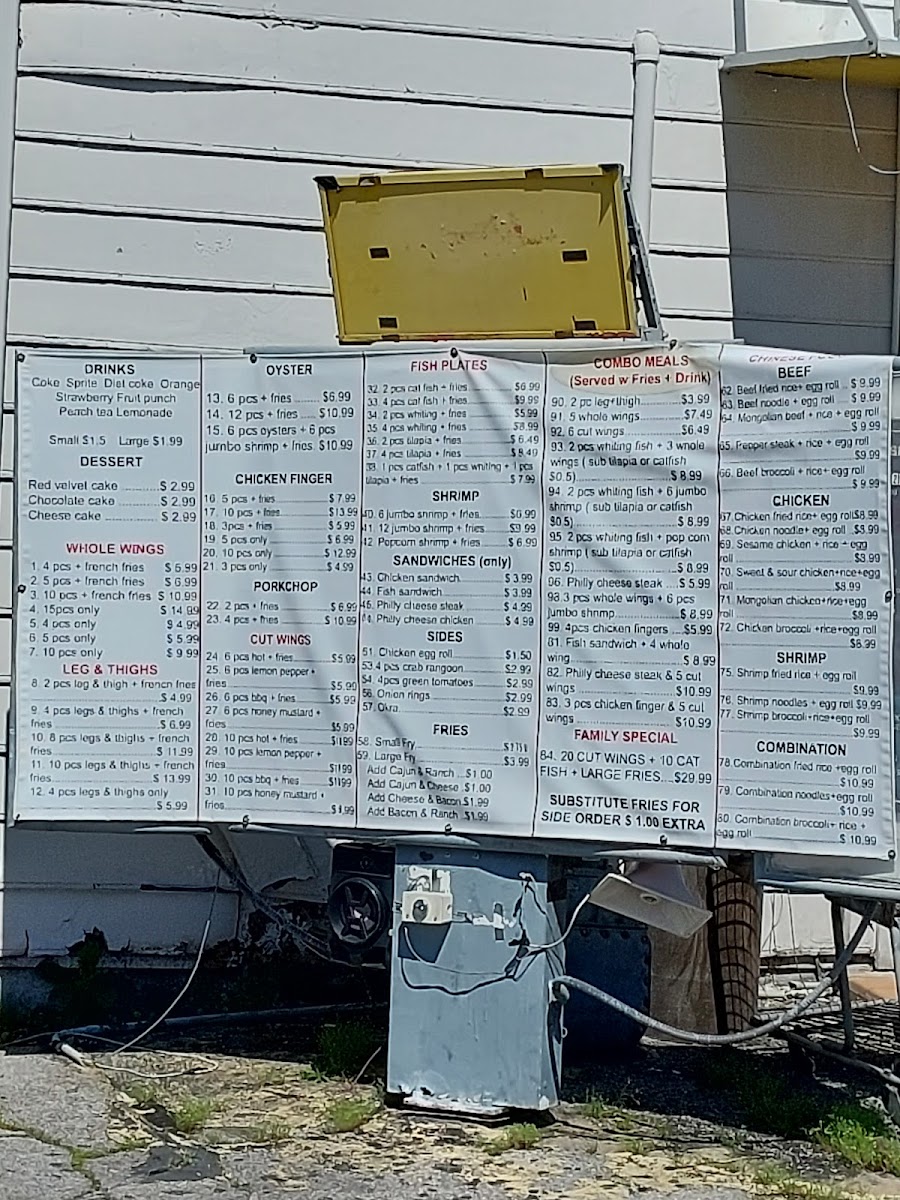 DRINKS
Coke Sprite Diet coke Orange
Strawberry Fruit punch
Peach tea Lemonade
Small $1.5 Large $1.99
DESSERT
Red velvet cake $ 2.99
Chocolate cake $ 2.99
Cheese cake $ 2.99
WHOLE WINGS
1. 4 pcs + french fries $ 5.99
2. 5 pcs + french fries $ 6.99
3. 10 pcs + french fries $ 10.99
4. 15pcs only $ 14.99
5. 4 pcs only $ 4.99
6. 5 pcs only $ 5.99
7. 10 pcs only $ 9.99
LEG & THIGHS
8. 2 pcs leg & thigh + french fries
$ 4.99
9. 4 pcs legs & thighs + french
fries $ 6.99
10. 8 pcs legs & thighs + french
fries $ 11.99
11. 10 pcs legs & thighs + french
fries $ 13.99
12. 4 pcs legs & thighs only
$ 5.99
OYSTER
13. 6 pcs + fries $6.99
14. 12 pcs + fries $10.99
15. 6 pcs oysters + 6 pcs
jumbo shrimp + fries $10.99
CHICKEN FINGER
16. 5 pcs + fries $ 7.99
17. 10 pcs + fries $13.99
18. 3pcs + fries $ 5.99
19. 5 pcs only $ 6.99
20. 10 pcs only $ 12.99
21. 3 pcs only $ 4.99
PORKCHOP
22. 2 pcs + fries $ 6.99
23. 4 pcs + fries $ 10.99
CUT WINGS
24. 6 pcs hot + fries $5.99
25. 6 pcs lemon pepper +
fries $5.99
26. 6 pcs bbq + fries $5.99
27. 6 pcs honey mustard +
fries $5.99
28. 10 pcs hot + fries
29. 10 pcs lemon pepper +
fries
30. 10 pcs bbq + fries
31. 10 pcs honey mustard +
fries
FISH PLATES
32. 2 pcs cat fish + fries $6.99
33. 4 pcs cat fish + fries $9.99
34. 2 pcs whiting + fries $5.99
35. 4 pcs whiting + fries $8.99
36. 2 pcs tilapia + fries $ 6.49
37. 4 pcs tilapia + fries $ 9.49
38. 1 pcs catfish + 1 pcs whiting + 1 pcs
tilapia + fries $ 7.99
SHRIMP
40. 6 jumbo shrimp + fries $6.99
41. 12 jumbo shrimp + fries $9.99
42. Popcorn shrimp + fries $ 6.99
SANDWICHES (only)
43. Chicken sandwich $ 3.99
44. Fish sandwich $ 3.99
45. Philly cheese steak $ 4.99
Philly cheese chicken $ 4.99
SIDES
51. Chicken egg roll $1.50
53. 4 pcs crab rangoon $2.99
54. 4pcs green tomatoes $2.99
56. Onion rings $2.99
57. Okra $2.99
FRIES
58. Small Fry
59. Large Fry $3.99
Add Cajun & Ranch $1.00
Add Cajun & Cheese $1.00
Add Cheese & Bacon $1.99
Add Bacon & Ranch $1.99
COMBO MEALS
(Served w Fries + Drink)
90. 2 pc leg+thigh $3.99
91. 5 whole wings $7.49
92. 6 cut wings $6.49
93. 2 pcs whiting fish + 3 whole
wings ( sub tilapia or catfish
$0.5) $ 8.99
94. 2 pcs whiting fish + 6 jumbo
shrimp ( sub tilapia or catfish
$0.5) $ 8.99
95. 2 pcs whiting fish + pop corn
shrimp ( sub tilapia or catfish
$0.5) $ 8.99
96. Philly cheese steak $ 5.99
98. 3 pcs whole wings + 6 pcs
jumbo shrimp $ 8.99
99. 4pcs chicken fingers $5.99
81. Fish sandwich + 4 whole
wing $ 8.99
82. Philly cheese steak & 5 cut
wings $10.99
83. 3 pcs chicken finger & 5 cut
wings $10.99
FAMILY SPECIAL
84. 20 CUT WINGS + 10 CAT
FISH + LARGE FRIES $29.99
SUBSTITUTE FRIES FOR
SIDE ORDER $ 1.00 EXTRA
CHINESE
BEEF
62. Beef fried rice+ egg roll $ 9.99
63. Beef noodle + egg roll $ 9.99
64. Mongolian beef + rice + egg roll
$ 9.99
65. Pepper steak + rice + egg roll
$9.99
66. Beef broccoli + rice+ egg roll
$ 9.99
CHICKEN
67. Chicken fried rice+ egg roll $8.99
68. Chicken noodle+ egg roll $8.99
69. Sesame chicken + rice + egg
roll $8.99
70. Sweet & sour chicken+rice+egg
roll $8.99
71. Mongolian chicken+rice+egg
roll $8.99
72. Chicken broccoli +rice+egg roll
$8.99
SHRIMP
75. Shrimp fried rice + egg roll
$9.99
76. Shrimp noodles + egg roll $9.99
77. Shrimp broccoli+rice+egg roll
$9.99
COMBINATION
78. Combination fried rice +egg roll
$10.99
79. Combination noodles+egg roll
$10.99
80. Combination broccoli+ rice +
egg roll $ 10.99